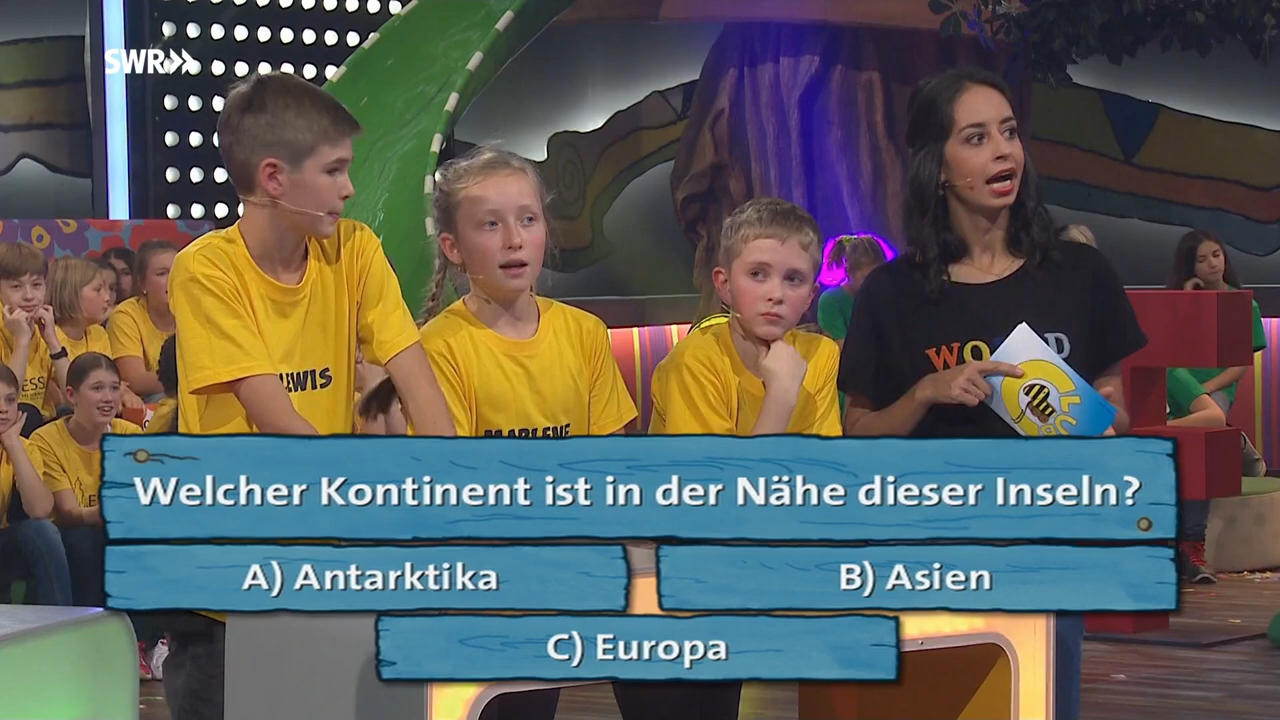 SWR
LEWIS
MARLENE
Welcher Kontinent ist in der Nähe dieser Inseln?
A) Antarktika
B) Asien
C) Europa